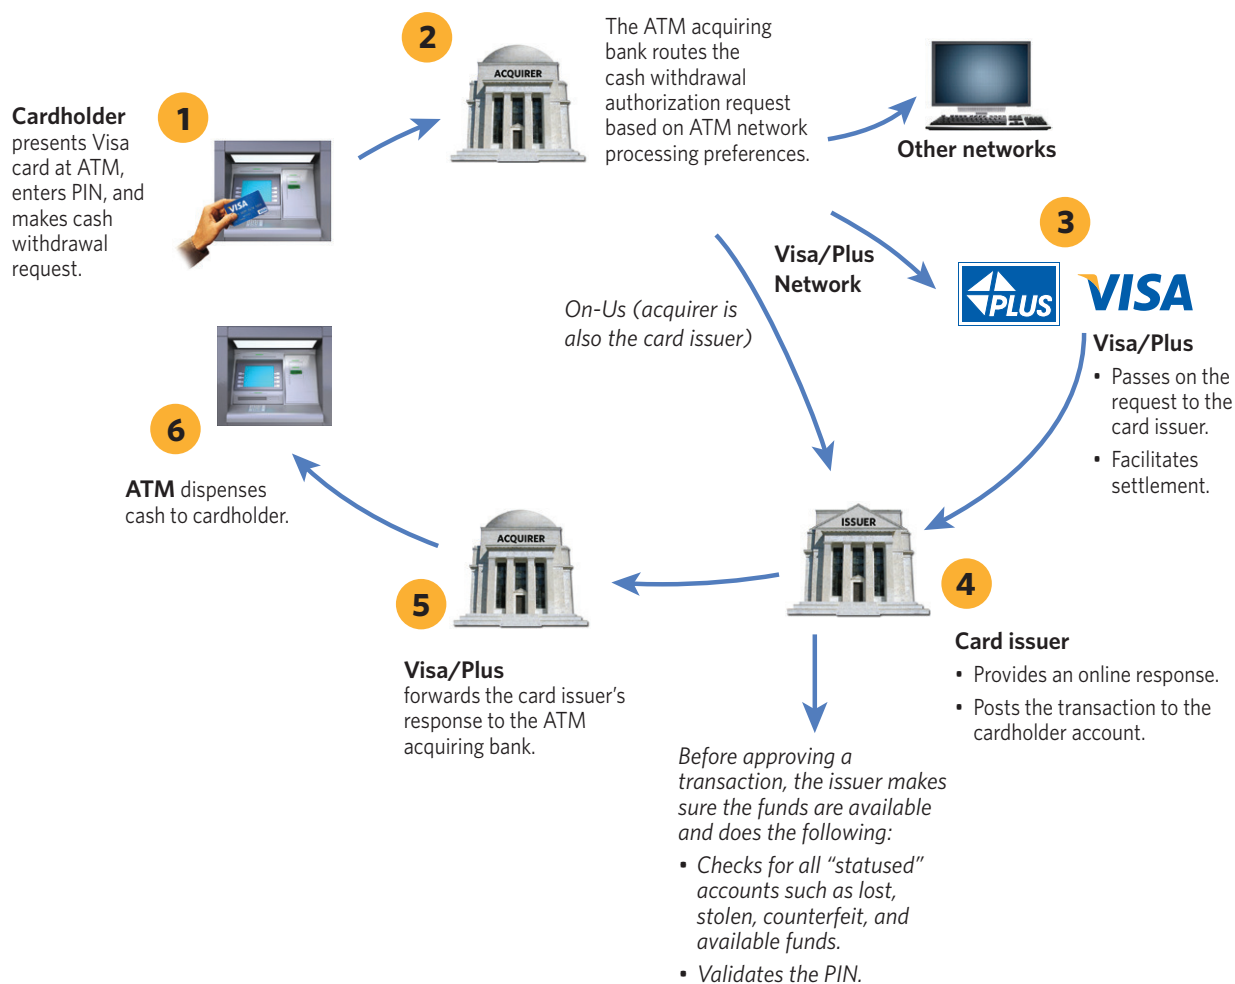 1
Cardholder
presents Visa
card at ATM,
enters PIN, and
makes cash
withdrawal
request.
VISA
2
ACQUIRER
The ATM acquiring
bank routes the
cash withdrawal
authorization request
based on ATM network
processing preferences.
Other networks
Visa/Plus
Network
On-Us (acquirer is
also the card issuer)
3
PLUS
VISA
Visa/Plus
• Passes on the
request to the
card issuer.
• Facilitates
settlement.
ISSUER
4
Card issuer
• Provides an online response.
• Posts the transaction to the
cardholder account.
Before approving a
transaction, the issuer makes
sure the funds are available
and does the following:
• Checks for all “statused”
accounts such as lost,
stolen, counterfeit, and
available funds.
• Validates the PIN.
ACQUIRER
5
Visa/Plus
forwards the card issuer’s
response to the ATM
acquiring bank.
6
ATM dispenses
cash to cardholder.